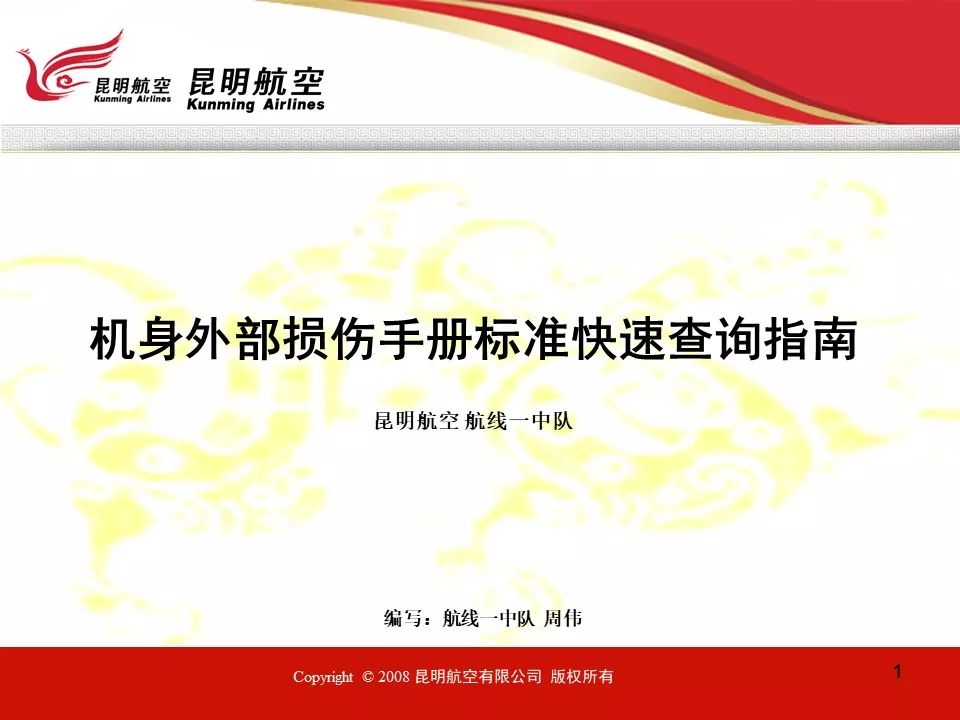 昆明航空 昆明航空
Kunming Airlines Kunming Airlines
机身外部损伤手册标准快速查询指南
昆明航空 航线一中队
编写：航线一中队 周伟
Copyright © 2008 昆明航空有限公司 版权所有
1